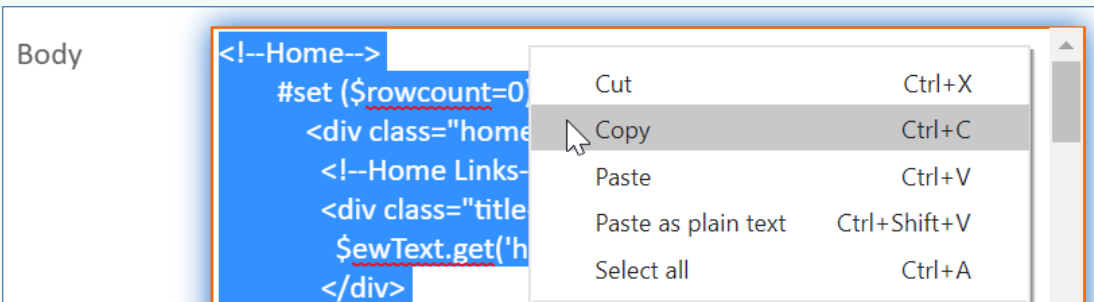 Body
<!--Home-->
#set ($rowcount=0)
<div class="home
<!--Home Links-
<div class="title-
$ewText.get('h
</div>
Cut Ctrl+X
Copy Ctrl+C
Paste Ctrl+V
Paste as plain text Ctrl+Shift+V
Select all Ctrl+A